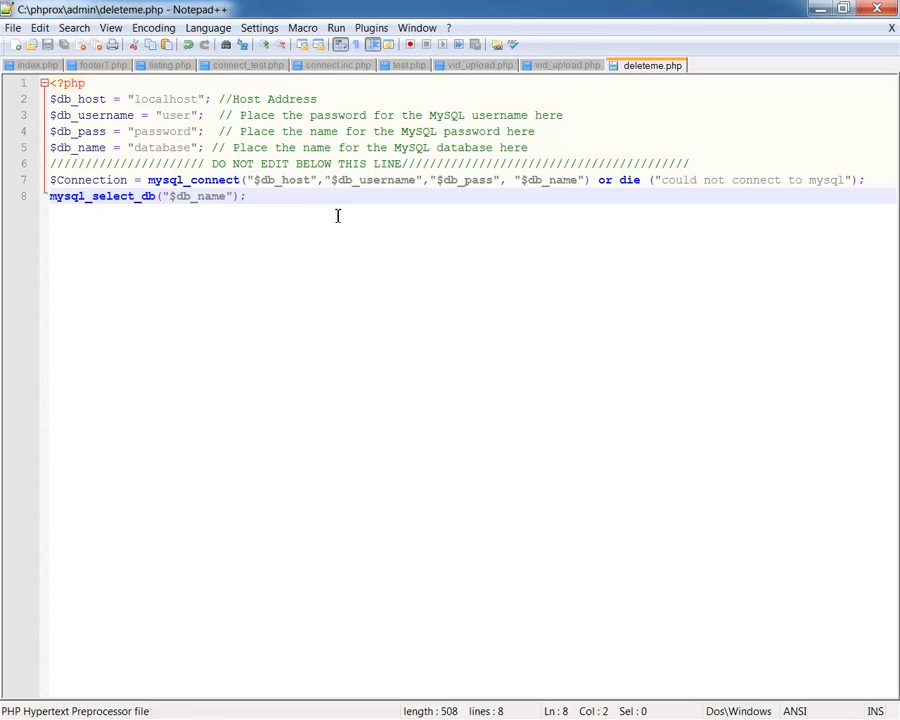 C:\phprox\admin\deleteme.php - Notepad++
File Edit Search View Encoding Language Settings Macro Run Plugins Window ? X
index.php footer1.php listing.php connect_test.php connect.inc.php test.php vid_upload.php vid_upload.php deleteme.php
1 <?php
2 $db_host = "localhost"; //Host Address
3 $db_username = "user";  // Place the password for the MySQL username here
4 $db_pass = "password";  // Place the name for the MySQL password here
5 $db_name = "database"; // Place the name for the MySQL database here
6 ////////////////////// DO NOT EDIT BELOW THIS LINE/////////////////////////////////////////
7 $Connection = mysql_connect("$db_host","$db_username","$db_pass", "$db_name") or die ("could not connect to mysql");
8 mysql_select_db("$db_name");
PHP Hypertext Preprocessor file length : 508 lines : 8 Ln : 8 Col : 2 Sel : 0 Dos\Windows ANSI INS